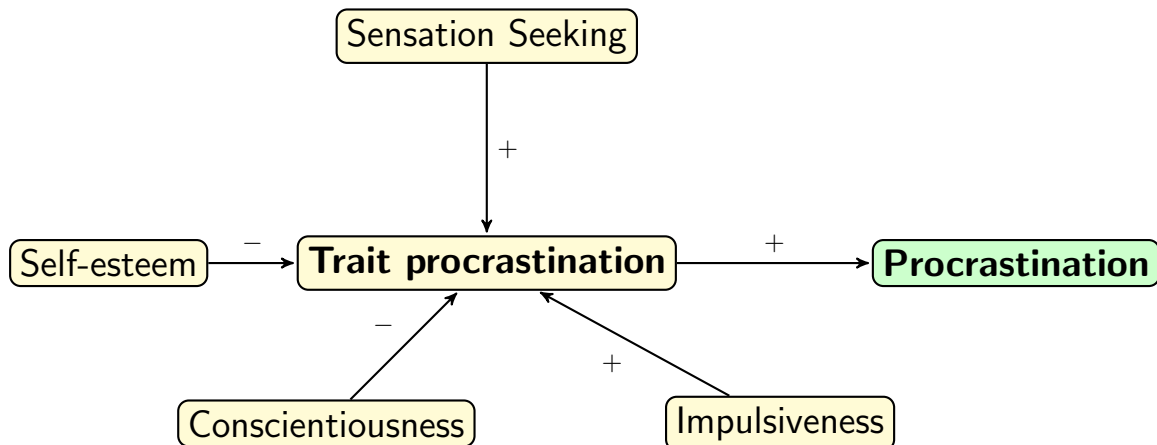 Sensation Seeking
+
Self-esteem
−
Trait procrastination
+
Procrastination
−
+
Conscientiousness
Impulsiveness